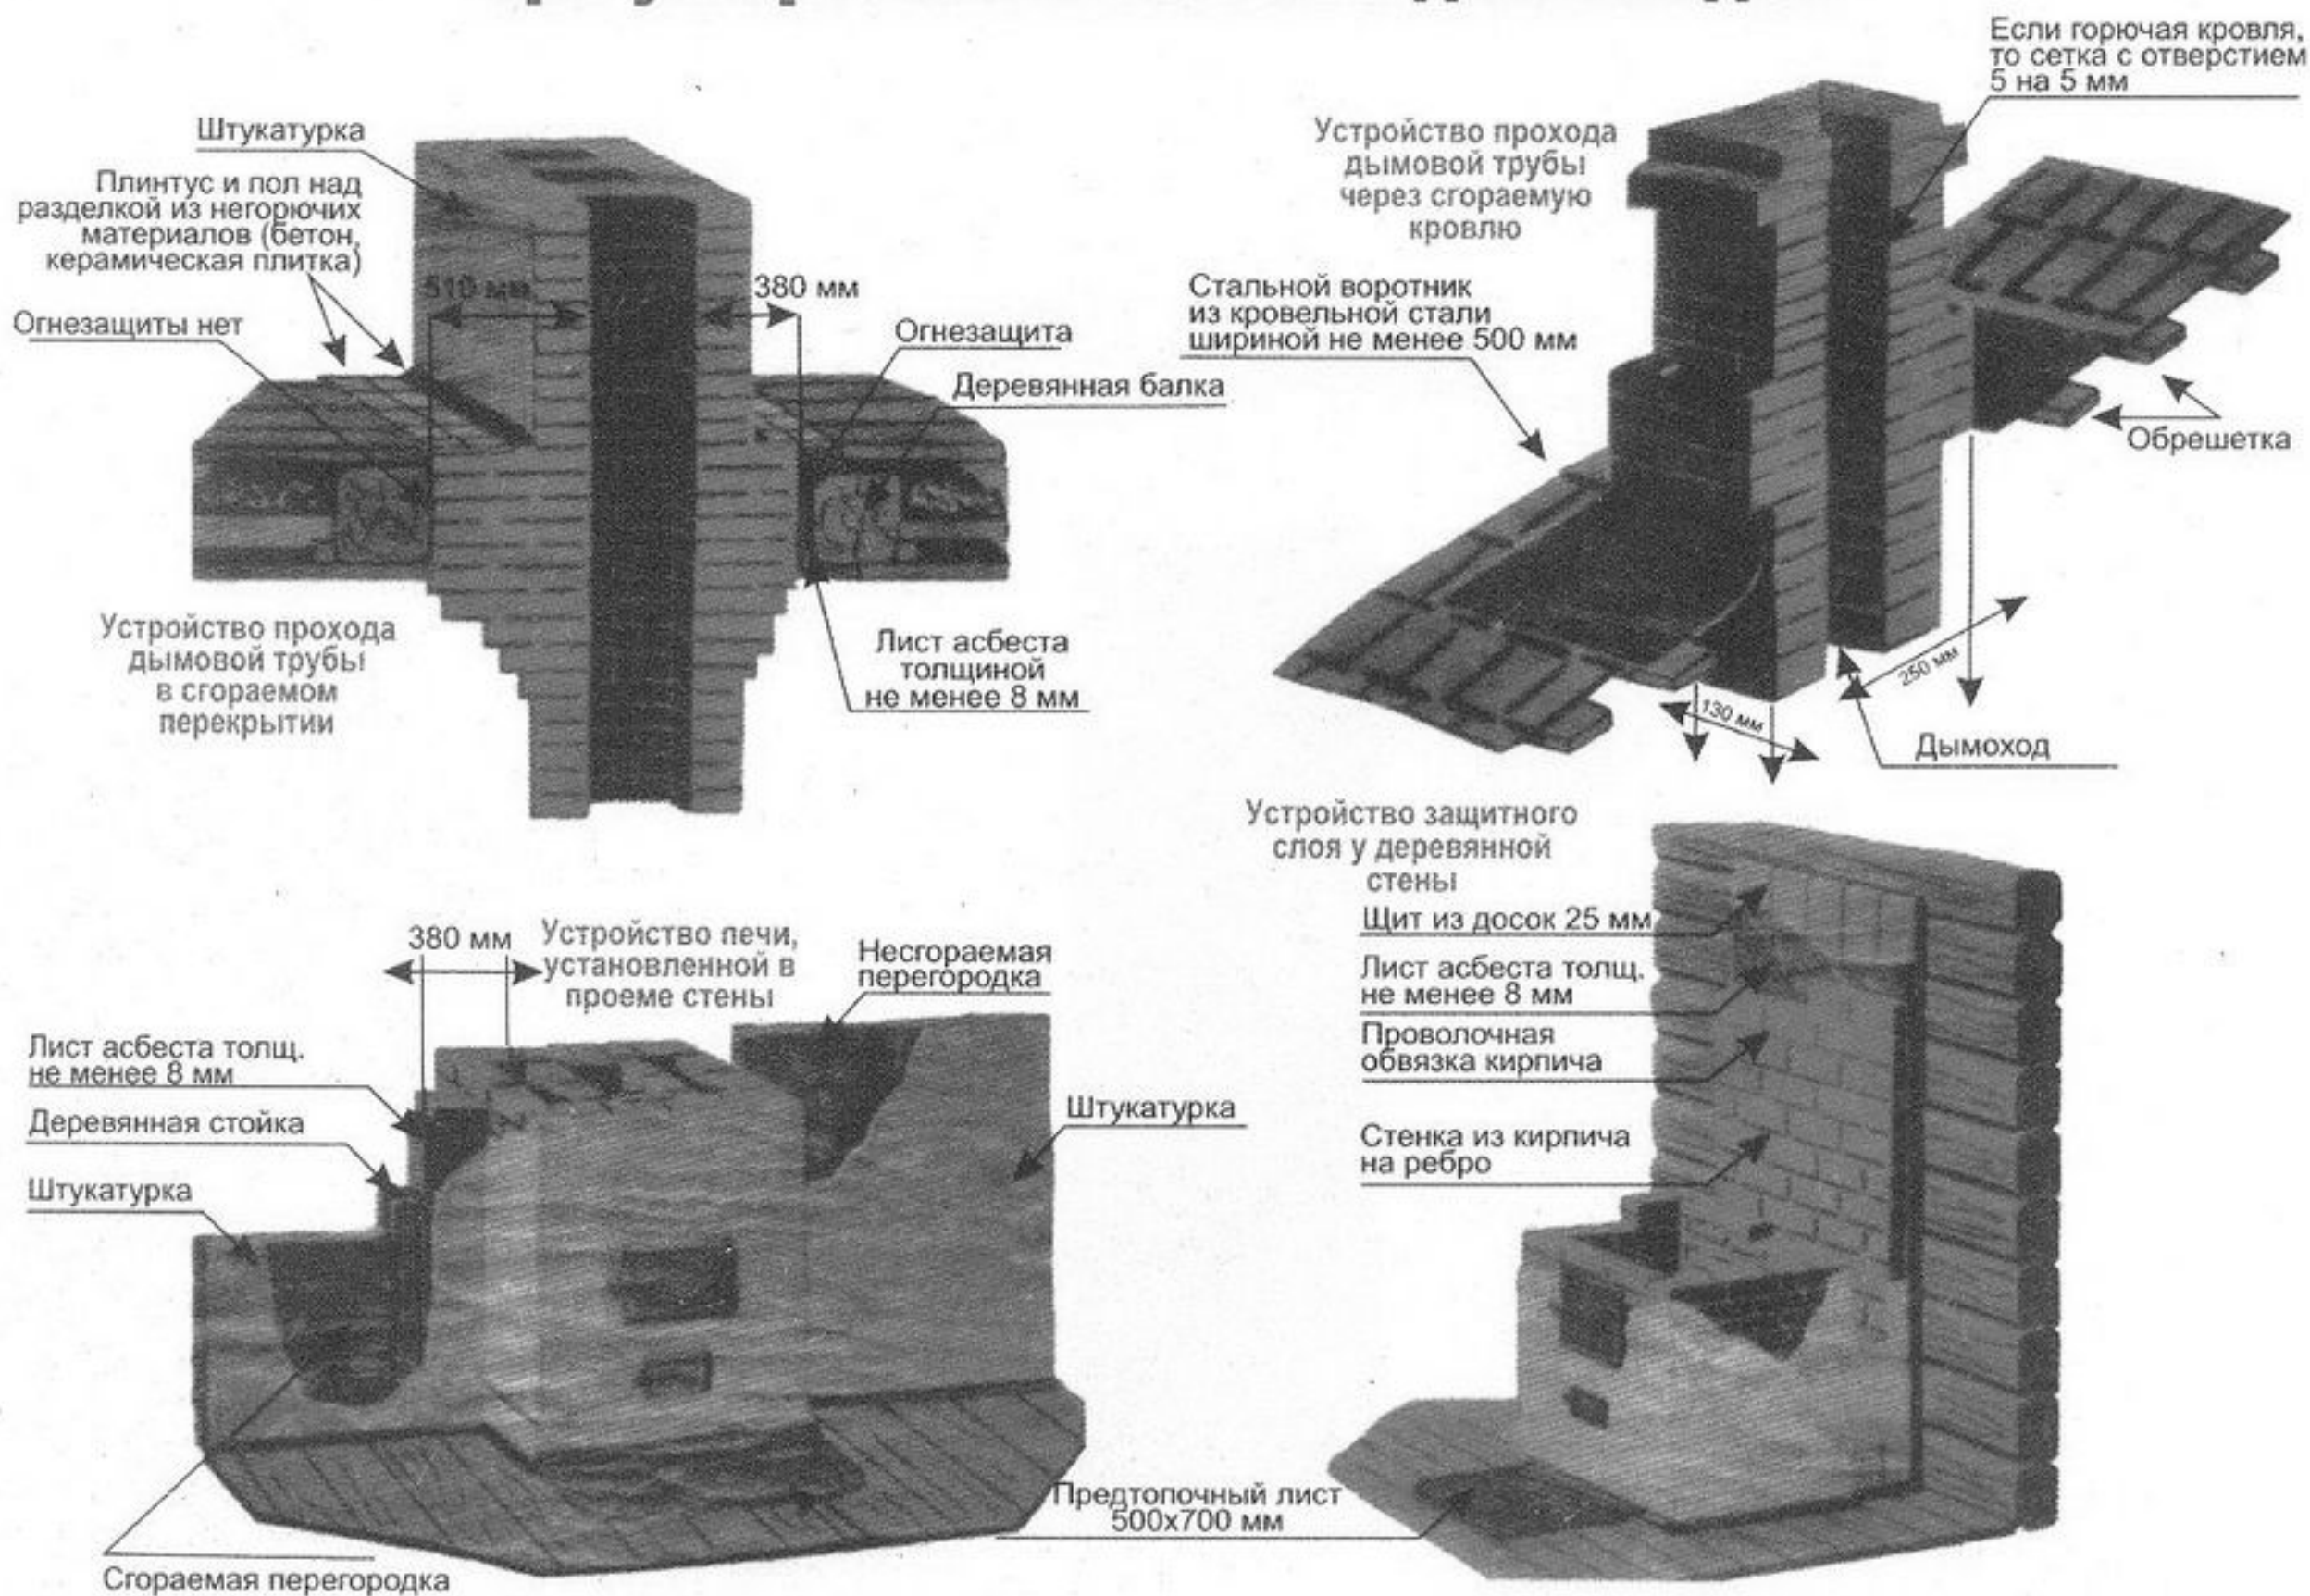 Если горючая кровля,
то сетка с отверстием
5 на 5 мм
Штукатурка
Плинтус и пол над
разделкой из негорючих
материалов (бетон,
керамическая плитка)
510 мм
380 мм
Огнезащиты нет
Огнезащита
Деревянная балка
Устройство прохода
дымовой трубы
в сгораемом
перекрытии
Лист асбеста
толщиной
не менее 8 мм
Устройство прохода
дымовой трубы
через сгораемую
кровлю
Стальной воротник
из кровельной стали
шириной не менее 500 мм
Обрешетка
250 мм
130 мм
Дымоход
380 мм
Устройство печи,
установленной в
проеме стены
Несгораемая
перегородка
Лист асбеста толщ.
не менее 8 мм
Деревянная стойка
Штукатурка
Штукатурка
Сгораемая перегородка
Устройство защитного
слоя у деревянной
стены
Щит из досок 25 мм
Лист асбеста толщ.
не менее 8 мм
Проволочная
обвязка кирпича
Стенка из кирпича
на ребро
Предтопочный лист
500х700 мм